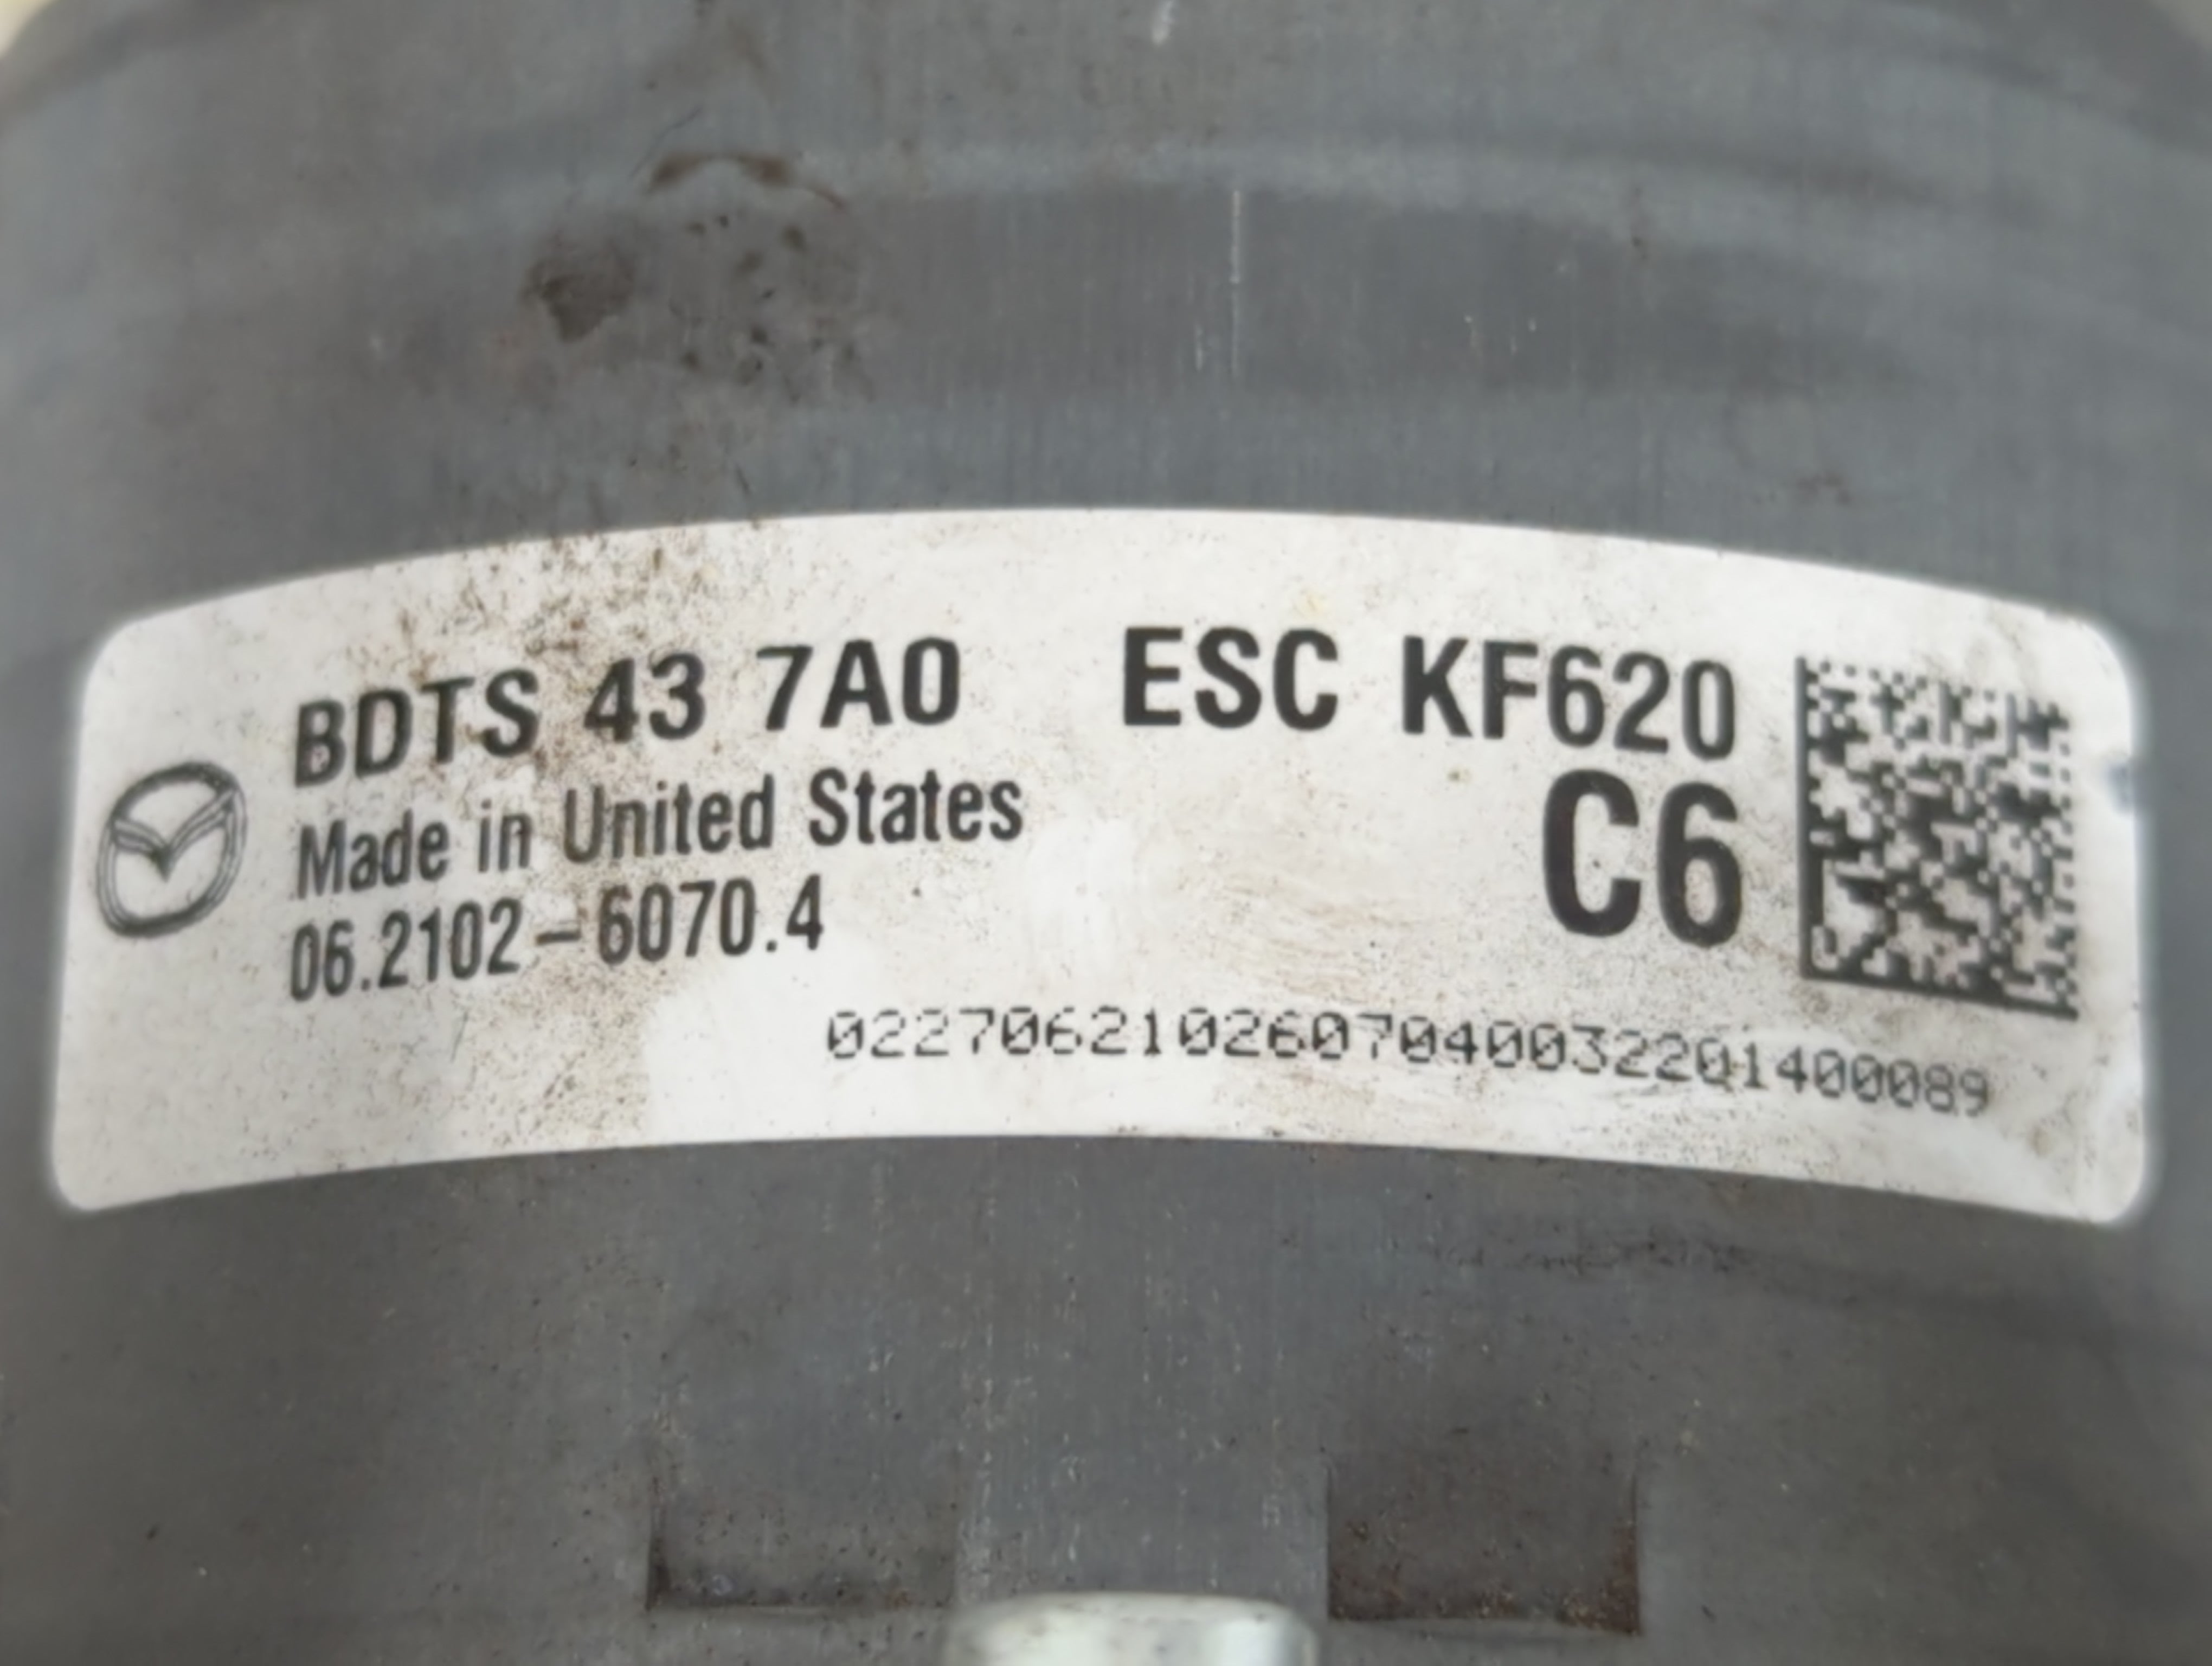 BDTS 43 7A0 ESC KF620
Made in United States
C6
06.2102-6070.4
0227062102607040032201400089